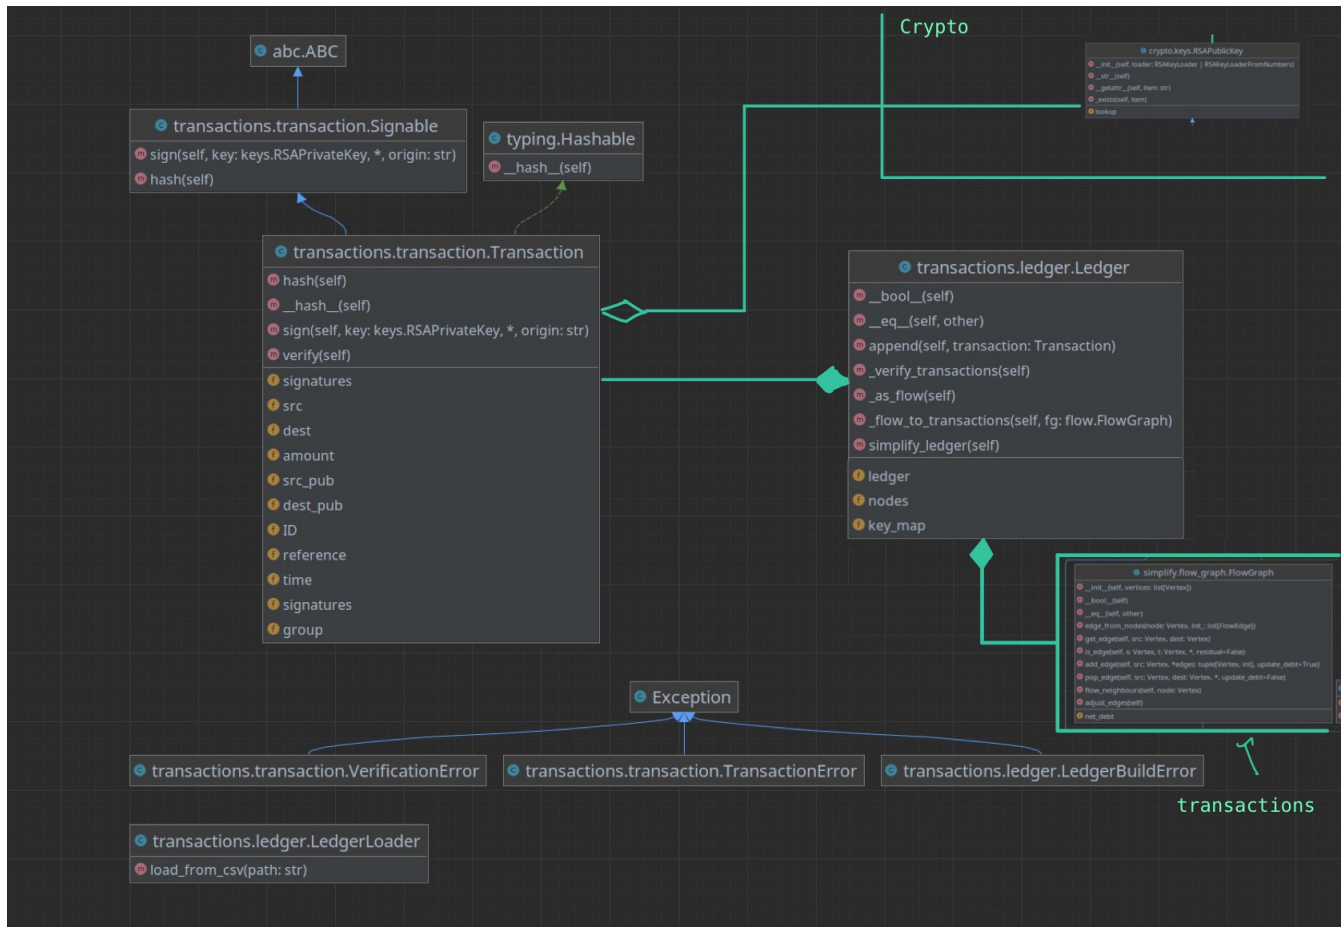 Crypto
abc.ABC
crypto.keys.RSAPublicKey
__init__(self, loader: RSAKeyLoader | RSAKeyLoaderFromNumbers)
__str__(self)
__getattr__(self, item: str)
_exists(self, item)
lookup
transactions.transaction.Signable
sign(self, key: keys.RSAPrivateKey, *, origin: str)
hash(self)
typing.Hashable
__hash__(self)
transactions.transaction.Transaction
hash(self)
__hash__(self)
sign(self, key: keys.RSAPrivateKey, *, origin: str)
verify(self)
signatures
src
dest
amount
src_pub
dest_pub
ID
reference
time
signatures
group
transactions.ledger.Ledger
__bool__(self)
__eq__(self, other)
append(self, transaction: Transaction)
_verify_transactions(self)
_as_flow(self)
_flow_to_transactions(self, fg: flow.FlowGraph)
simplify_ledger(self)
ledger
nodes
key_map
simplify.flow_graph.FlowGraph
__init__(self, vertices: list[Vertex])
__bool__(self)
__eq__(self, other)
edge_from_nodes(node: Vertex, list_: list[FlowEdge])
get_edge(self, src: Vertex, dest: Vertex)
is_edge(self, s: Vertex, t: Vertex, *, residual=False)
add_edge(self, src: Vertex, *edges: tuple[Vertex, int], update_debt=True)
pop_edge(self, src: Vertex, dest: Vertex, *, update_debt=False)
flow_neighbours(self, node: Vertex)
adjust_edges(self)
net_debt
transactions
Exception
transactions.transaction.VerificationError
transactions.transaction.TransactionError
transactions.ledger.LedgerBuildError
transactions.ledger.LedgerLoader
load_from_csv(path: str)